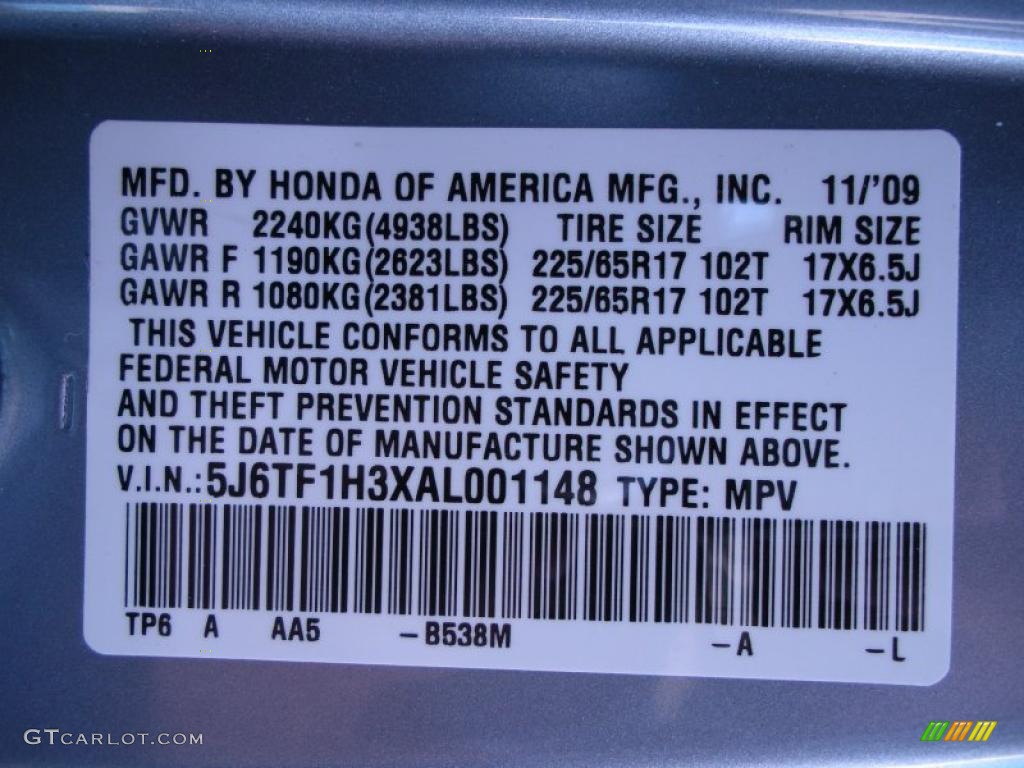 MFD. BY HONDA OF AMERICA MFG., INC. 11/'09
GVWR 2240KG(4938LBS) TIRE SIZE RIM SIZE
GAWR F 1190KG(2623LBS) 225/65R17 102T 17X6.5J
GAWR R 1080KG(2381LBS) 225/65R17 102T 17X6.5J
THIS VEHICLE CONFORMS TO ALL APPLICABLE
FEDERAL MOTOR VEHICLE SAFETY
AND THEFT PREVENTION STANDARDS IN EFFECT
ON THE DATE OF MANUFACTURE SHOWN ABOVE.
V.I.N.:5J6TF1H3XAL001148 TYPE: MPV
TP6 A AA5 -B538M -A -L
GTCARLOT.COM